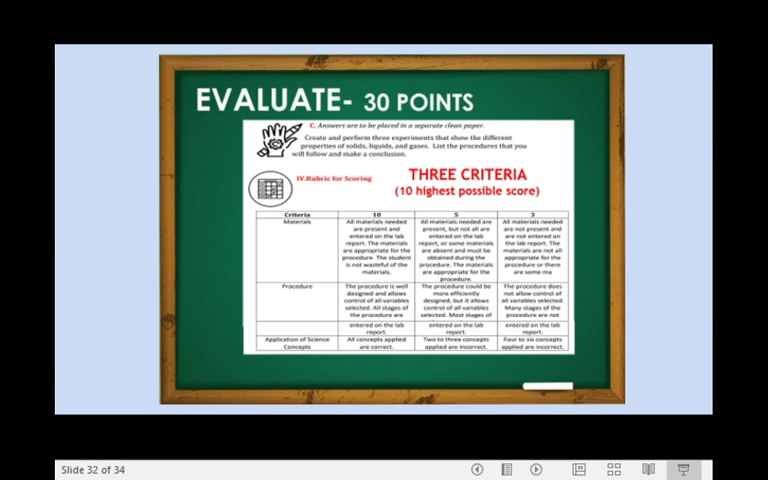 EVALUATE- 30 POINTS
C. Answers are to be placed in a separate clean paper.
Create and perform three experiments that show the different
properties of solids, liquids, and gases. List the procedures that you
will follow and make a conclusion.
IV.Rubric for Scoring
THREE CRITERIA
(10 highest possible score)
Criteria 10 5 3
Materials
All materials needed
are present and
entered on the lab
report. The materials
are appropriate for the
procedure. The student
is not wasteful of the
materials.
All materials needed are
present, but not all are
entered on the lab
report, or some materials
are absent and must be
obtained during the
procedure. The materials
are appropriate for the
procedure.
All materials needed
are not present and
are not entered on
the lab report. The
materials are not all
appropriate for the
procedure or there
are some ma
Procedure
The procedure is well
designed and allows
control of all variables
selected. All stages of
the procedure are
The procedure could be
more efficiently
designed, but it allows
control of all variables
selected. Most stages of
The procedure does
not allow control of
all variables selected.
Many stages of the
procedure are not
entered on the lab
report.
entered on the lab
report.
entered on the lab
report.
Application of Science
Concepts
All concepts applied
are correct.
Two to three concepts
applied are incorrect.
Four to six concepts
applied are incorrect.
Slide 32 of 34